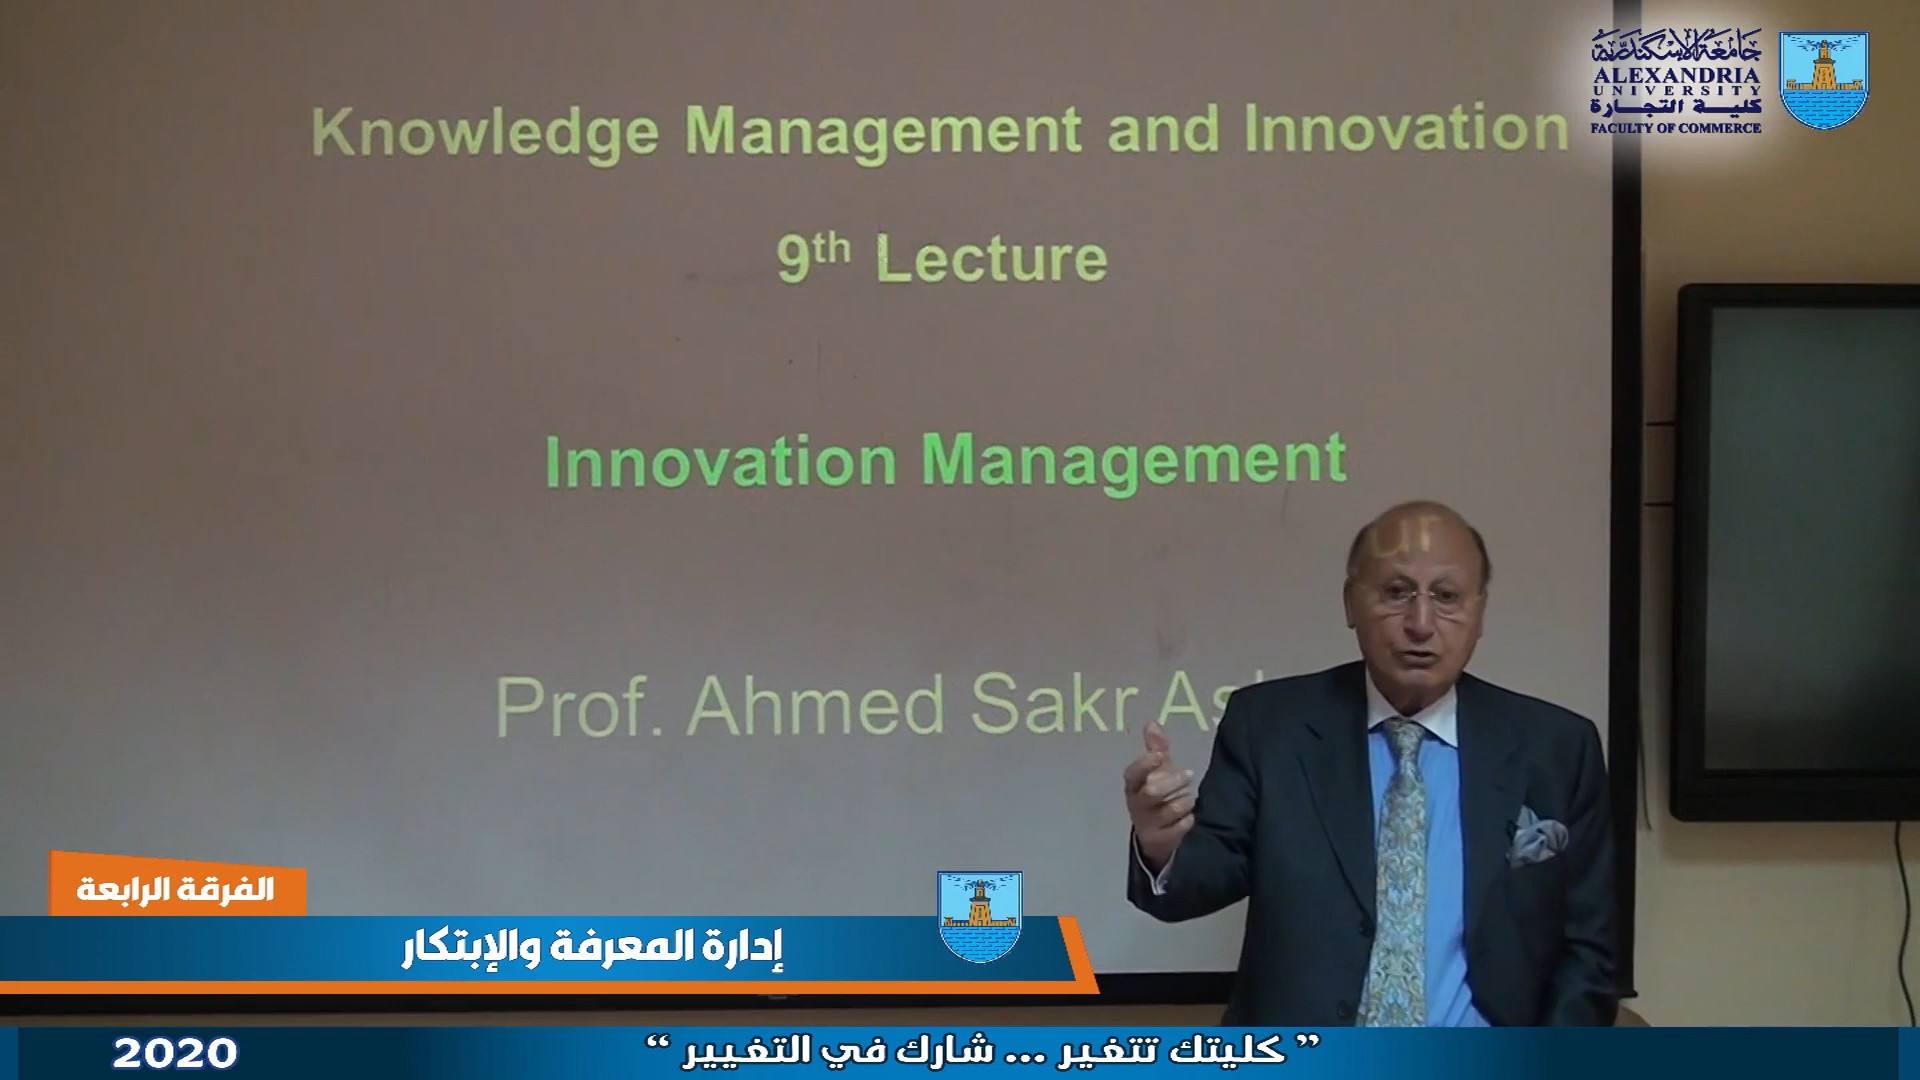 جامعة الإسكندرية
ALEXANDRIA
UNIVERSITY
كلية التجارة
FACULTY OF COMMERCE
Knowledge Management and Innovation
9th Lecture
Innovation Management
Prof. Ahmed Sakr
الفرقة الرابعة
إدارة المعرفة والإبتكار
2020
” كليتك تتغير ... شارك في التغيير “